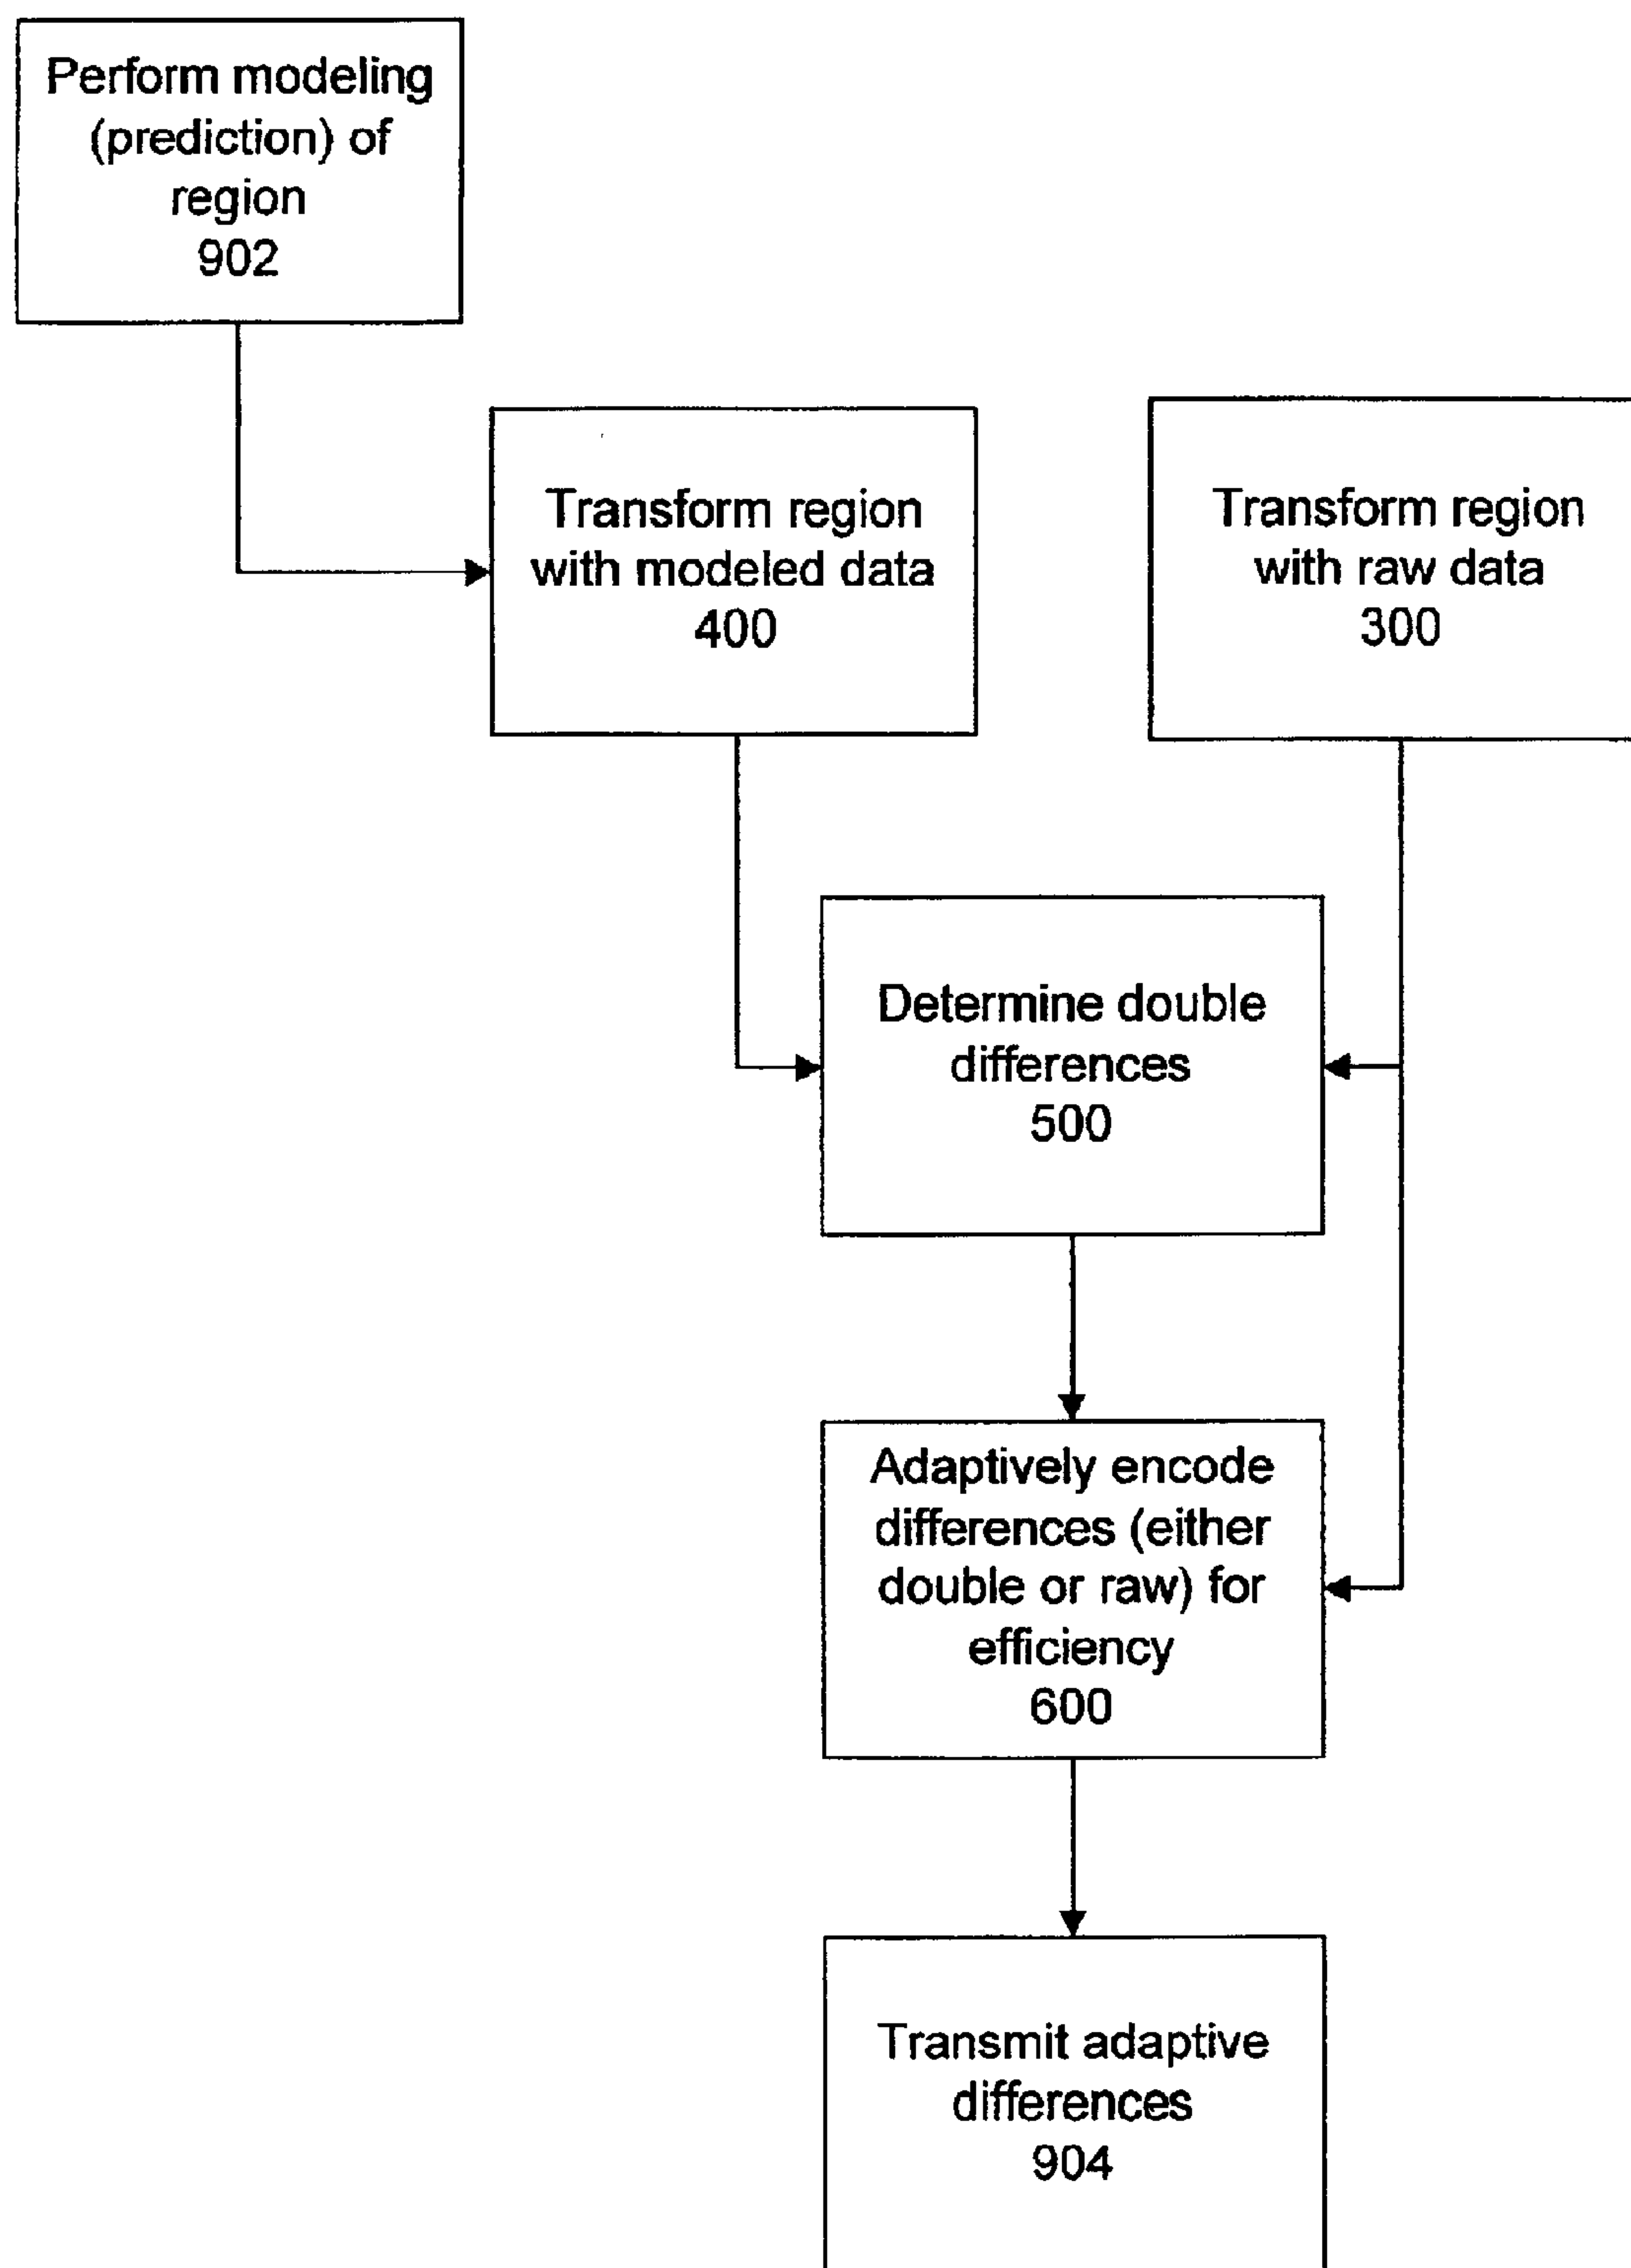 Perform modeling
(prediction) of
region
902
Transform region
with modeled data
400
Transform region
with raw data
300
Determine double
differences
500
Adaptively encode
differences (either
double or raw) for
efficiency
600
Transmit adaptive
differences
904